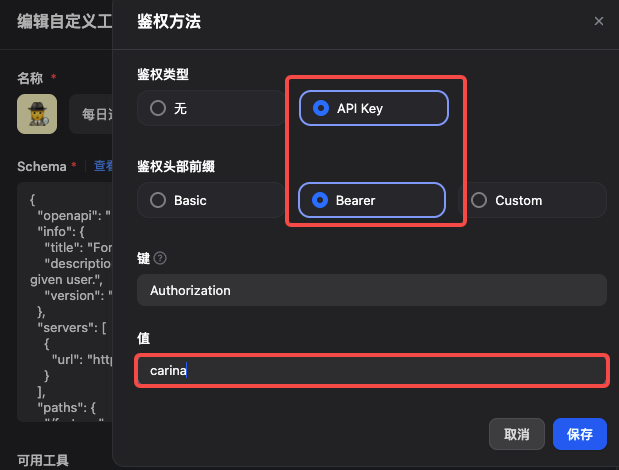 编辑自定义工
鉴权方法
名称 *
每日
Schema *
查看
{
"openapi": "
"info": {
"title": "For
"descriptio
given user.",
"version": "
},
"servers": [
{
"url": "http
}
],
"paths": {
可用工具
鉴权类型
无
API Key
鉴权头部前缀
Basic
Bearer
Custom
键
Authorization
值
carina
取消
保存